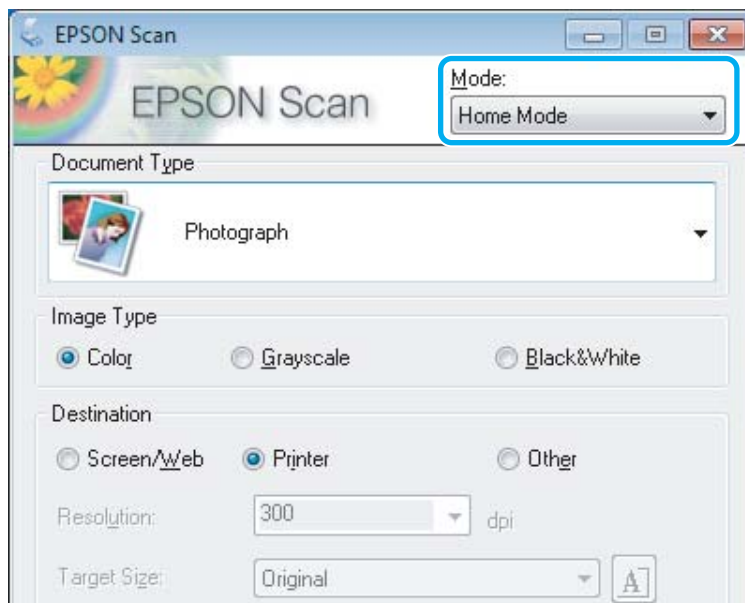 EPSON Scan
EPSON Scan
Mode:
Home Mode
Document Type
Photograph
Image Type
Color Grayscale Black&White
Destination
Screen/Web Printer Other
Resolution: 300 dpi
Target Size: Original A